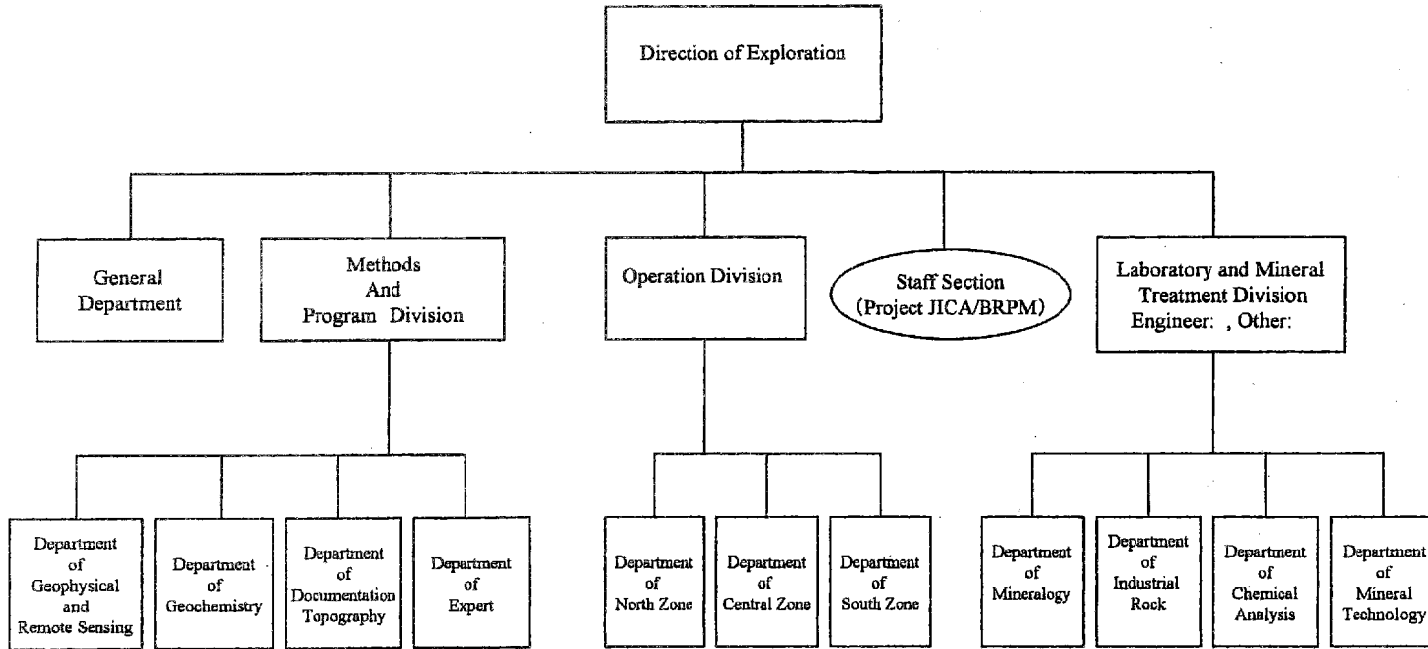 Direction of Exploration
General
Department
Methods
And
Program Division
Operation Division
Staff Section
(Project JICA/BRPM)
Laboratory and Mineral
Treatment Division
Engineer: , Other:
Department
of
Geophysical
and
Remote Sensing
Department
of
Geochemistry
Department
of
Documentation
Topography
Department
of
Expert
Department
of
North Zone
Department
of
Central Zone
Department
of
South Zone
Department
of
Mineralogy
Department
of
Industrial
Rock
Department
of
Chemical
Analysis
Department
of
Mineral
Technology